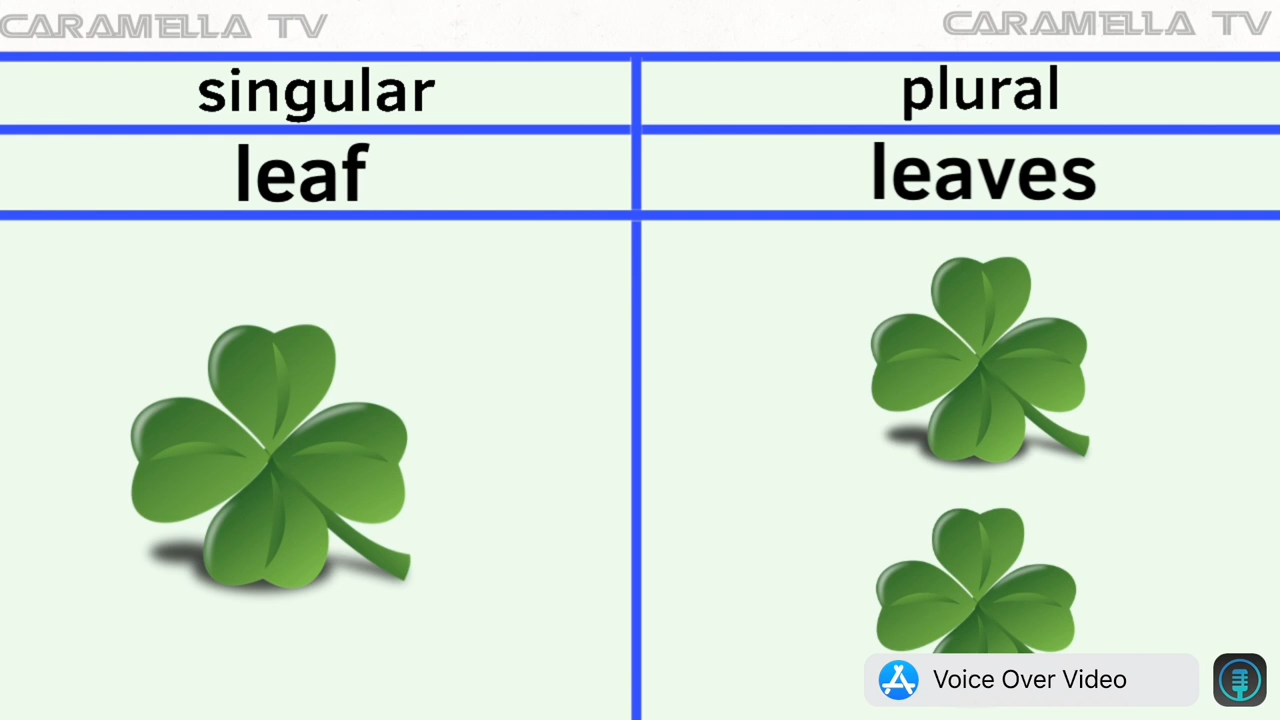 CARAMELLA TV CARAMELLA TV
singular plural
leaf leaves
Voice Over Video